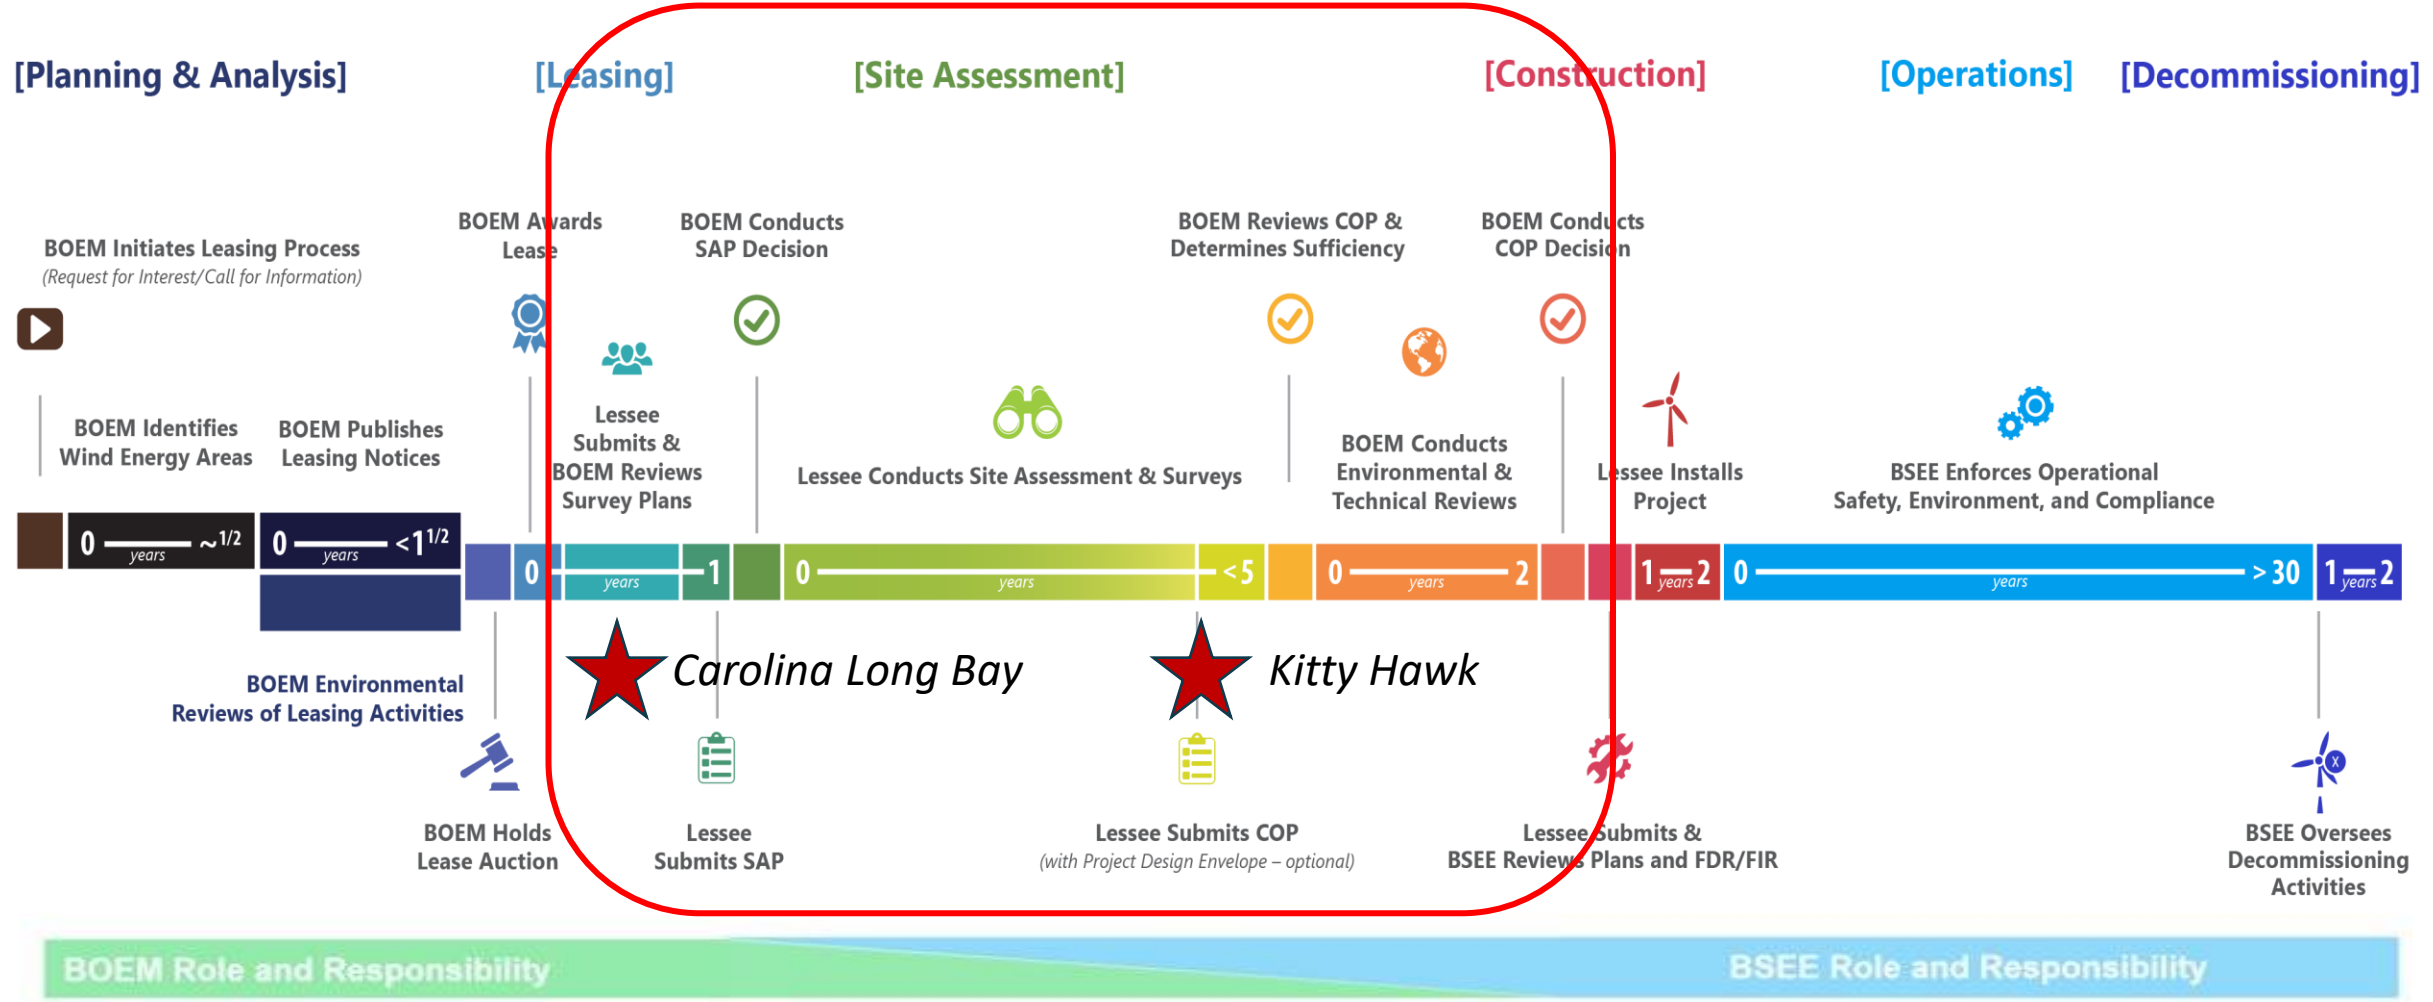 [Planning & Analysis]
[Leasing]
[Site Assessment]
[Construction]
[Operations]
[Decommissioning]
BOEM Initiates Leasing Process
(Request for Interest/Call for Information)
BOEM Awards
Lease
BOEM Conducts
SAP Decision
BOEM Reviews COP &
Determines Sufficiency
BOEM Conducts
COP Decision
BOEM Identifies
Wind Energy Areas
BOEM Publishes
Leasing Notices
Lessee
Submits &
BOEM Reviews
Survey Plans
Lessee Conducts Site Assessment & Surveys
BOEM Conducts
Environmental &
Technical Reviews
Lessee Installs
Project
BSEE Enforces Operational
Safety, Environment, and Compliance
0 years ~1/2
0 years <1 1/2
0 years 1
0 years <5
0 years 2
1 years 2
0 years > 30
1 years 2
Carolina Long Bay
Kitty Hawk
BOEM Environmental
Reviews of Leasing Activities
BOEM Holds
Lease Auction
Lessee
Submits SAP
Lessee Submits COP
(with Project Design Envelope – optional)
Lessee Submits &
BSEE Reviews Plans and FDR/FIR
X
BSEE Oversees
Decommissioning
Activities
BOEM Role and Responsibility
BSEE Role and Responsibility